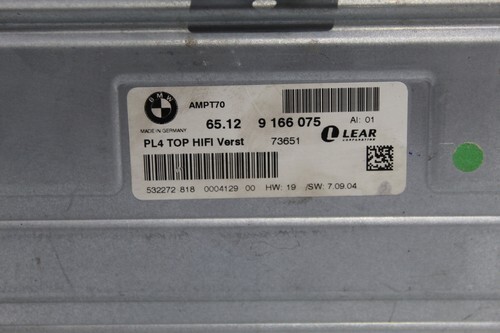 BMW
AMPT70
MADE IN GERMANY
65.12 9 166 075 AI: 01
PL4 TOP HIFI Verst 73651 LEAR
CORPORATION
532272 818 0004129 00 HW: 19 /SW: 7.09.04